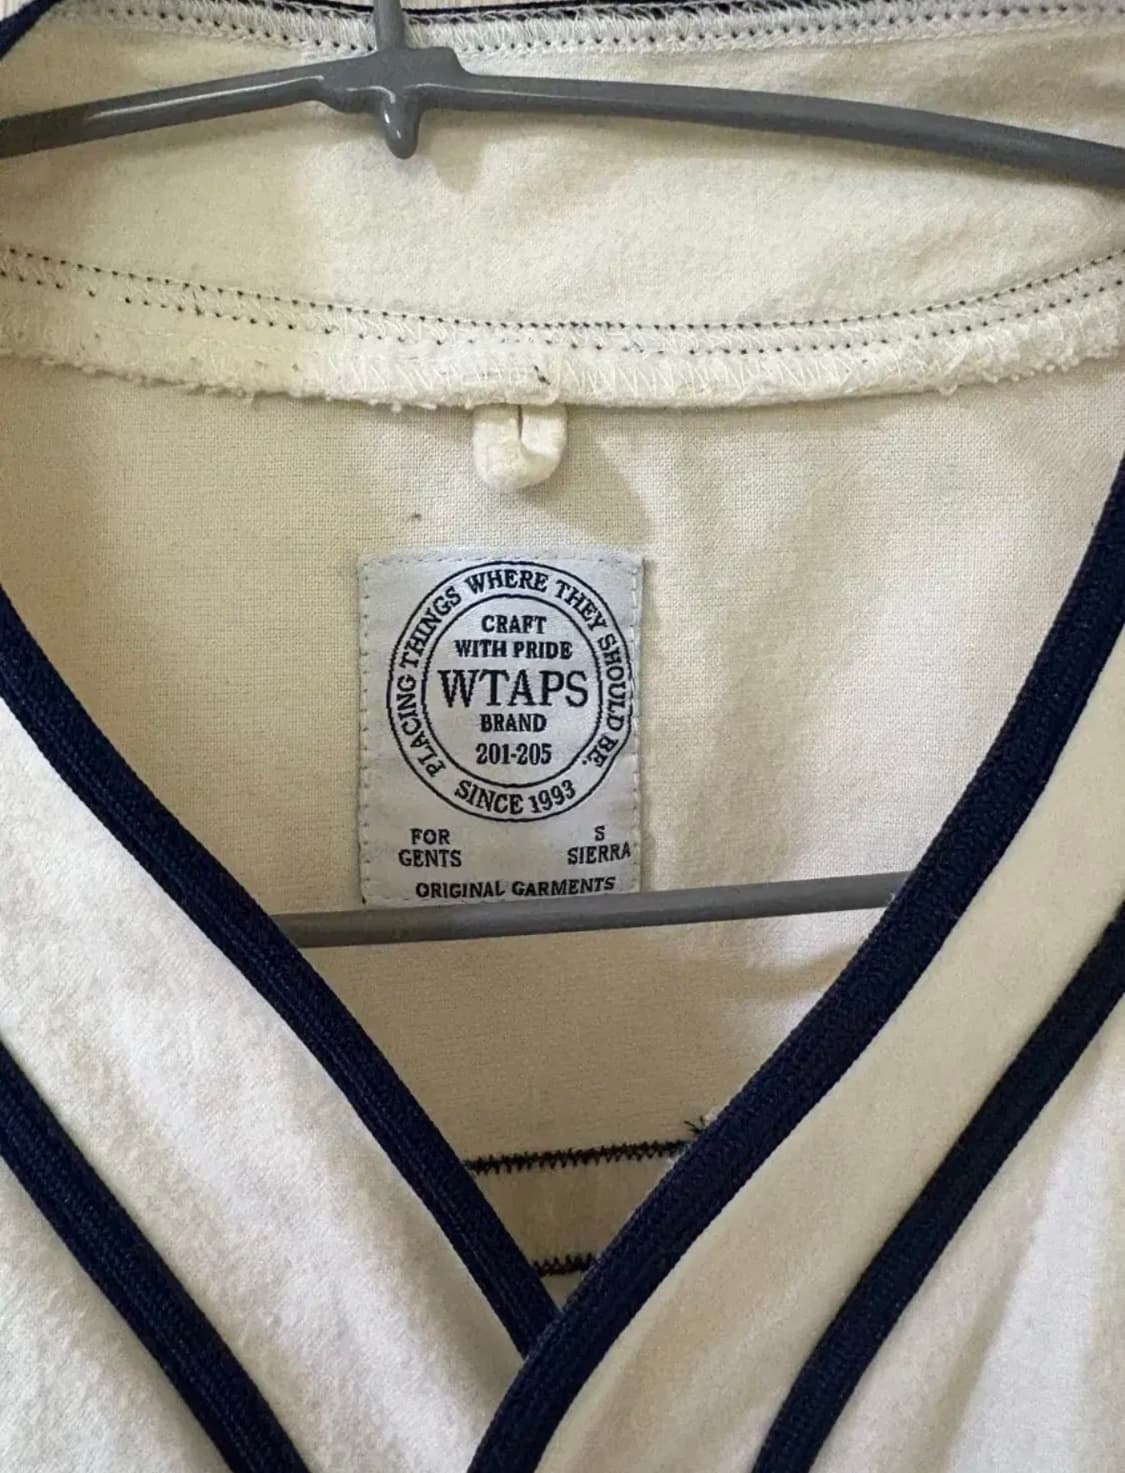 PLACING THINGS WHERE THEY SHOULD BE.
CRAFT
WITH PRIDE
WTAPS
BRAND
201-205
SINCE 1993
FOR
GENTS
S
SIERRA
ORIGINAL GARMENTS